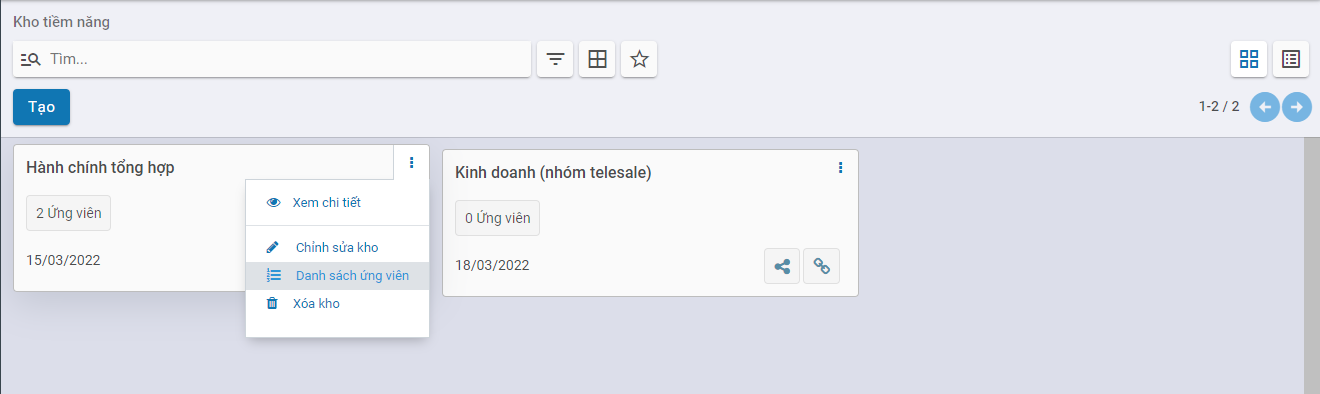 Kho tiềm năng
Tìm...
Tạo
1-2 / 2
Hành chính tổng hợp
2 Ứng viên
15/03/2022
Xem chi tiết
Chỉnh sửa kho
Danh sách ứng viên
Xóa kho
Kinh doanh (nhóm telesale)
0 Ứng viên
18/03/2022